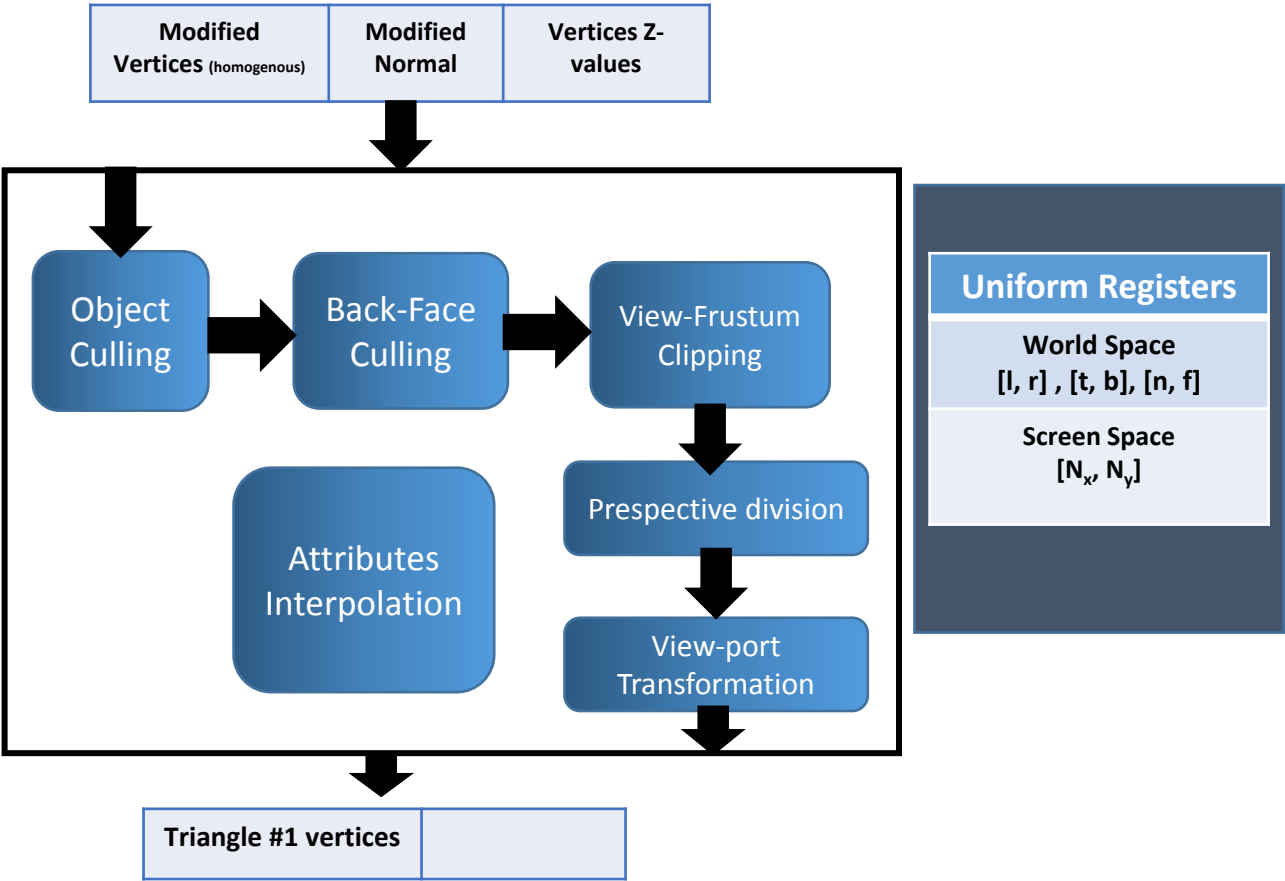 Modified
Vertices (homogenous)
Modified
Normal
Vertices Z-
values
Object
Culling
Back-Face
Culling
View-Frustum
Clipping
Prespective division
Attributes
Interpolation
View-port
Transformation
Uniform Registers
World Space
[l, r] , [t, b], [n, f]
Screen Space
[Nx, Ny]
Triangle #1 vertices